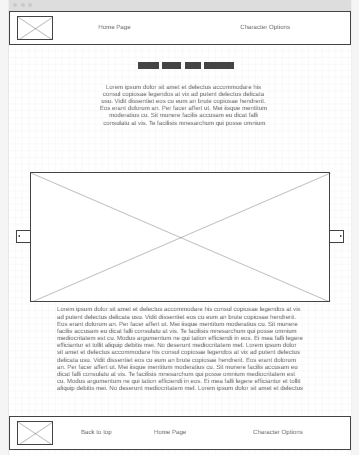 Home Page
Character Options
Lorem ipsum dolor sit amet et delectus accommodare his
consul copiosae legendos at vix ad putent delectus delicata
usu. Vidit dissentiet eos cu eum an brute copiosae hendrerit.
Eos erant dolorum an. Per facer affert ut. Mei iisque mentitum
moderatius cu. Sit munere facilis accusam eu dicat falli
consulatu at vis. Te facilisis mnesarchum qui posse omnium
Lorem ipsum dolor sit amet et delectus accommodare his consul copiosae legendos at vix
ad putent delectus delicata usu. Vidit dissentiet eos cu eum an brute copiosae hendrerit.
Eos erant dolorum an. Per facer affert ut. Mei iisque mentitum moderatius cu. Sit munere
facilis accusam eu dicat falli consulatu at vis. Te facilisis mnesarchum qui posse omnium
mediocritatem ex cu. Modus argumentum ne qui tation efficiendi in eos. Ei mea falli legere
efficiantur et tollit aliquip debitis mei. No deserunt mediocritatem mel. Lorem ipsum dolor
sit amet et delectus accommodare his consul copiosae legendos at vix ad putent delectus
delicata usu. Vidit dissentiet eos cu eum an brute copiosae hendrerit. Eos erant dolorum
an. Per facer affert ut. Mei iisque mentitum moderatius cu. Sit munere facilis accusam eu
dicat falli consulatu at vis. Te facilisis mnesarchum qui posse omnium mediocritatem ex
cu. Modus argumentum ne qui tation efficiendi in eos. Ei mea falli legere efficiantur et tollit
aliquip debitis mei. No deserunt mediocritatem mel. Lorem ipsum dolor sit amet et delectus
Back to top
Home Page
Character Options